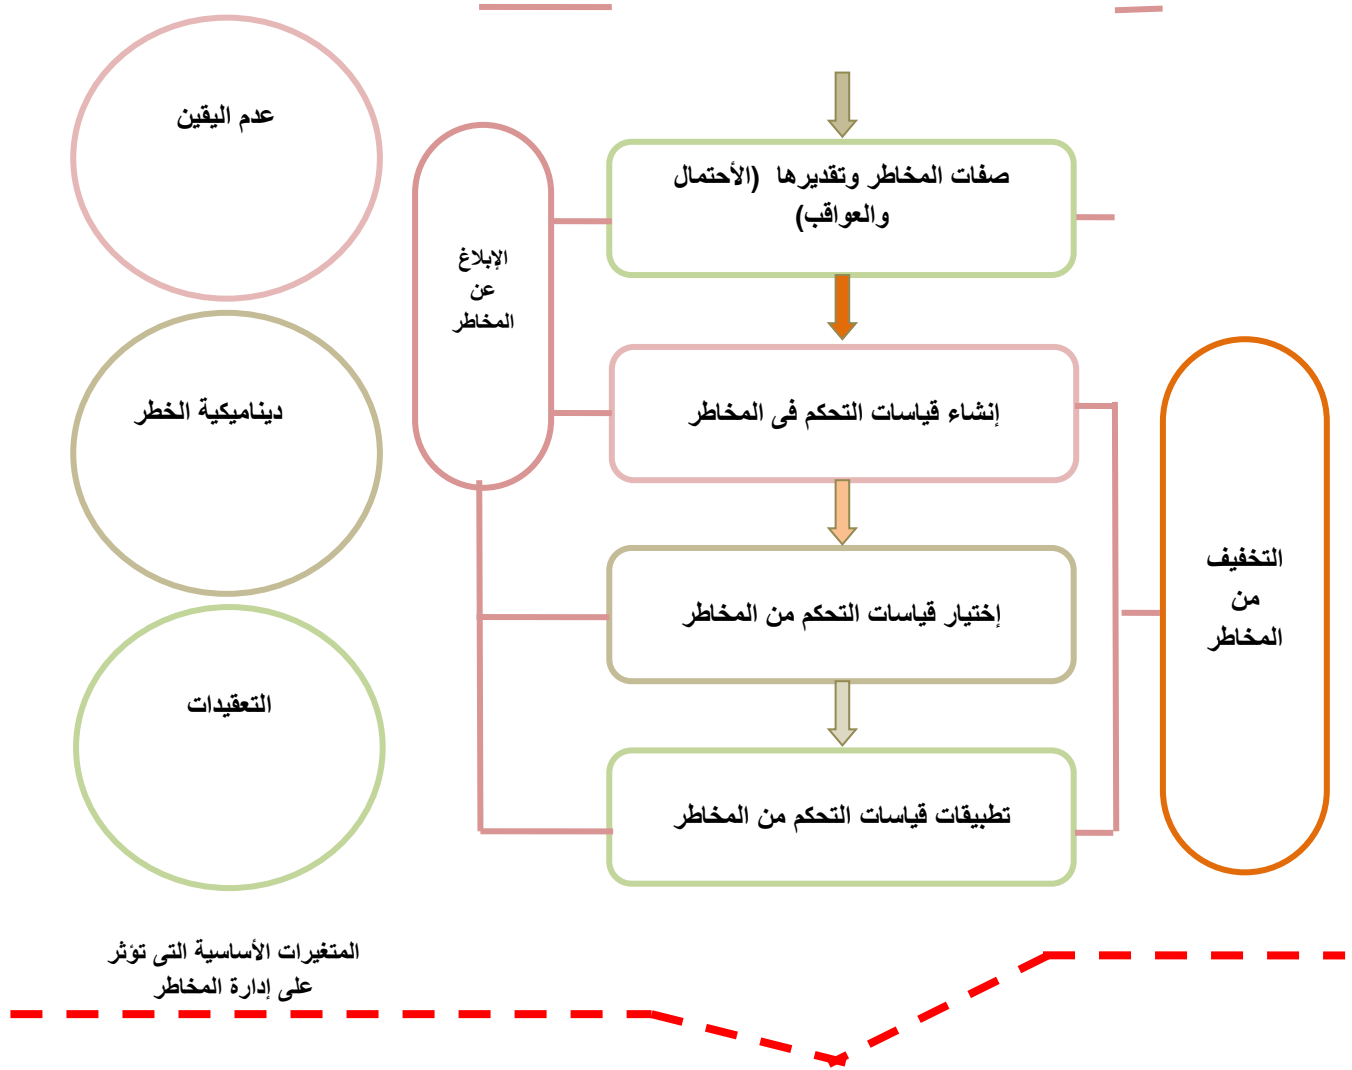 عدم اليقين
صفات المخاطر وتقديرها (الأحتمال
والعواقب)
الإبلاغ
عن
المخاطر
ديناميكية الخطر
إنشاء قياسات التحكم فى المخاطر
التخفيف
من
المخاطر
إختيار قياسات التحكم من المخاطر
التعقيدات
تطبيقات قياسات التحكم من المخاطر
المتغيرات الأساسية التى تؤثر
على إدارة المخاطر